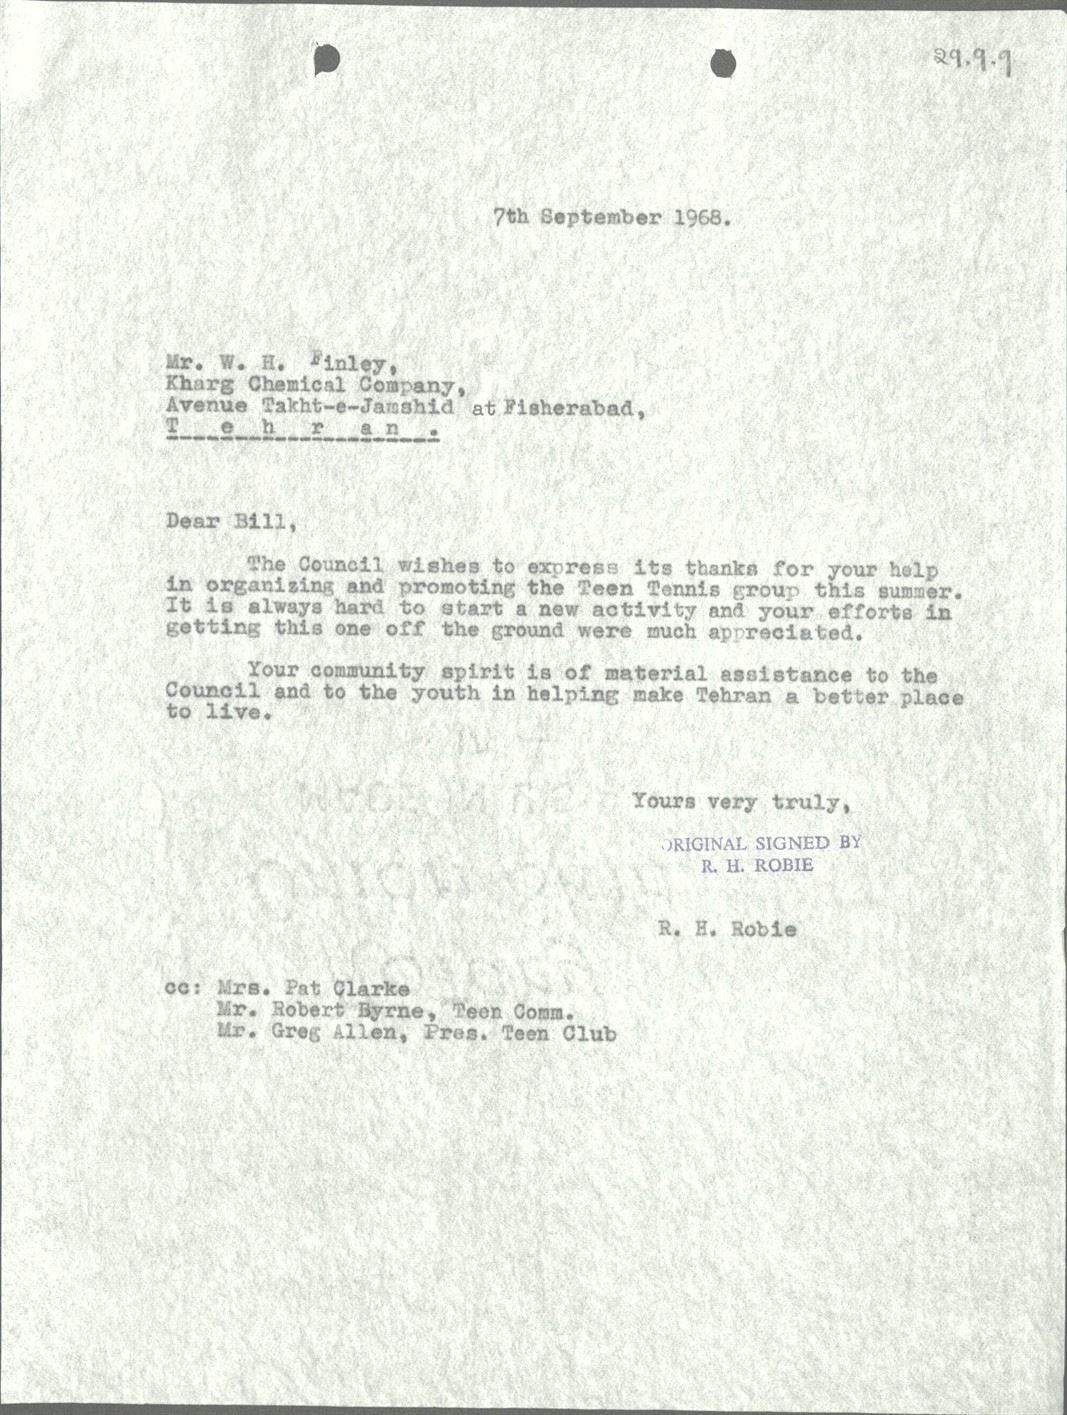 29.9.9
7th September 1968.
Mr. W. H. Finley,
Kharg Chemical Company,
Avenue Takht-e-Jamshid at Fisherabad,
T e h r a n .
Dear Bill,
The Council wishes to express its thanks for your help
in organizing and promoting the Teen Tennis group this summer.
It is always hard to start a new activity and your efforts in
getting this one off the ground were much appreciated.
Your community spirit is of material assistance to the
Council and to the youth in helping make Tehran a better place
to live.
Yours very truly,
ORIGINAL SIGNED BY
R. H. ROBIE
R. H. Robie
cc: Mrs. Pat Clarke
Mr. Robert Byrne, Teen Comm.
Mr. Greg Allen, Pres. Teen Club